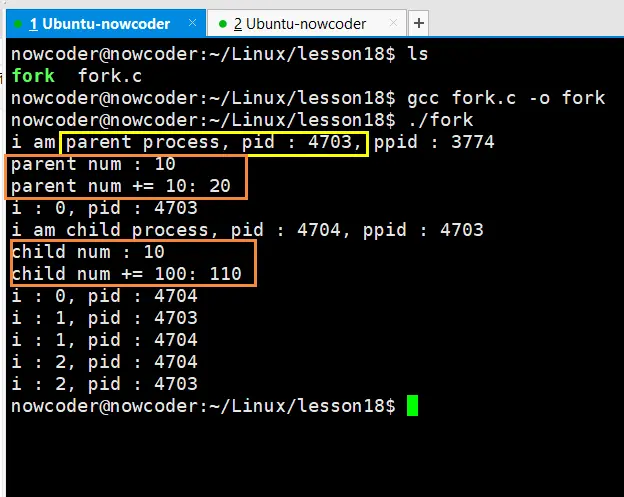 1 Ubuntu-nowcoder × 2 Ubuntu-nowcoder × +
nowcoder@nowcoder:~/Linux/lesson18$ ls
fork fork.c
nowcoder@nowcoder:~/Linux/lesson18$ gcc fork.c -o fork
nowcoder@nowcoder:~/Linux/lesson18$ ./fork
i am parent process, pid : 4703, ppid : 3774
parent num : 10
parent num += 10: 20
i : 0, pid : 4703
i am child process, pid : 4704, ppid : 4703
child num : 10
child num += 100: 110
i : 0, pid : 4704
i : 1, pid : 4703
i : 1, pid : 4704
i : 2, pid : 4704
i : 2, pid : 4703
nowcoder@nowcoder:~/Linux/lesson18$